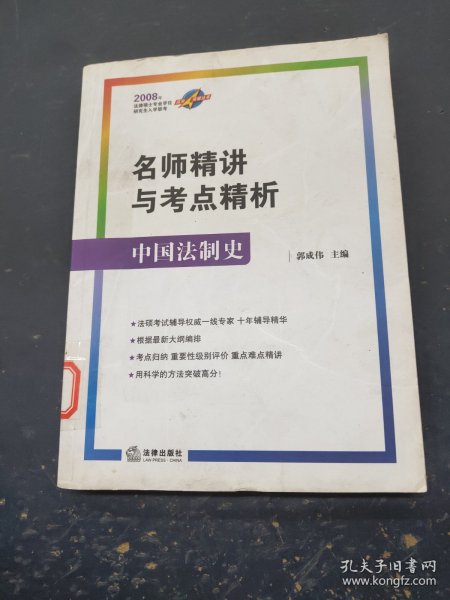 2008年
法律硕士专业学位
研究生入学联考
名师精讲
与考点精析
中国法制史
郭成伟 主编
★法硕考试辅导权威一线专家 十年辅导精华
★根据最新大纲编排
★考点归纳 重要性级别评价 重点难点精讲
★用科学的方法突破高分!
法律出版社
LAW PRESS·CHINA
孔夫子旧书网
www.kongfz.com